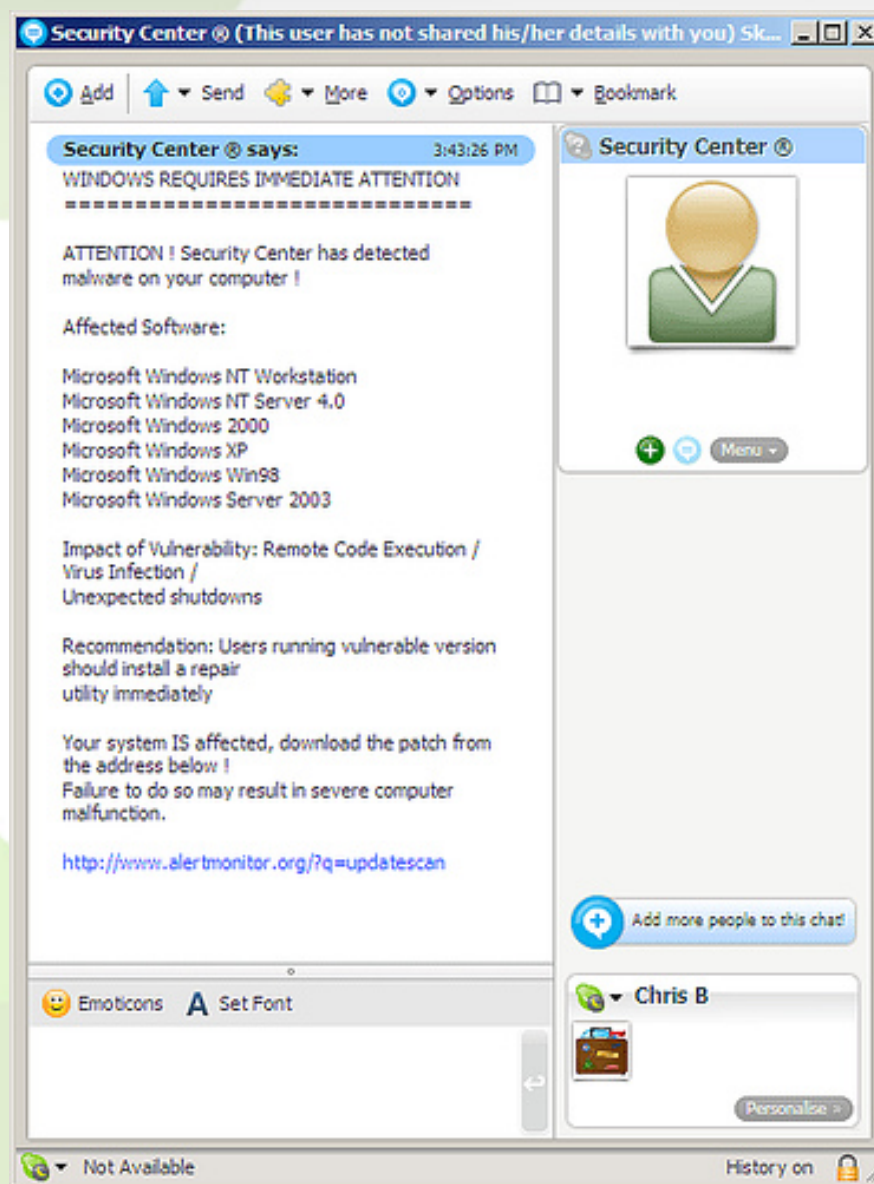 Security Center ® (This user has not shared his/her details with you) Sk...
Add Send More Options Bookmark
Security Center ® says: 3:43:26 PM
WINDOWS REQUIRES IMMEDIATE ATTENTION
=============================
ATTENTION ! Security Center has detected
malware on your computer !
Affected Software:
Microsoft Windows NT Workstation
Microsoft Windows NT Server 4.0
Microsoft Windows 2000
Microsoft Windows XP
Microsoft Windows Win98
Microsoft Windows Server 2003
Impact of Vulnerability: Remote Code Execution /
Virus Infection /
Unexpected shutdowns
Recommendation: Users running vulnerable version
should install a repair
utility immediately
Your system IS affected, download the patch from
the address below !
Failure to do so may result in severe computer
malfunction.
http://www.alertmonitor.org/?q=updatescan
Security Center ®
Menu
Add more people to this chat!
Emoticons A Set Font
Chris B
Personalise »
Not Available
History on